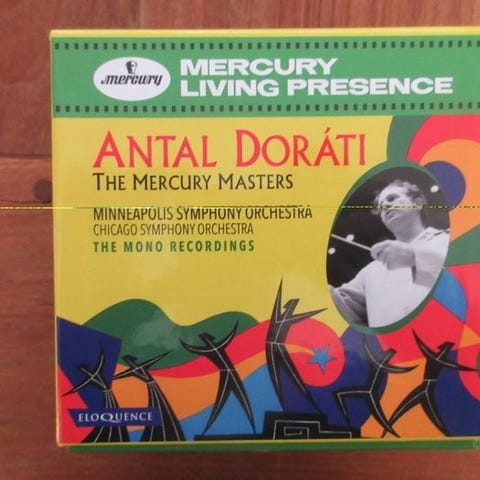 mercury
MERCURY
LIVING PRESENCE
ANTAL DORÁTI
THE MERCURY MASTERS
MINNEAPOLIS SYMPHONY ORCHESTRA
CHICAGO SYMPHONY ORCHESTRA
THE MONO RECORDINGS
ELOQUENCE